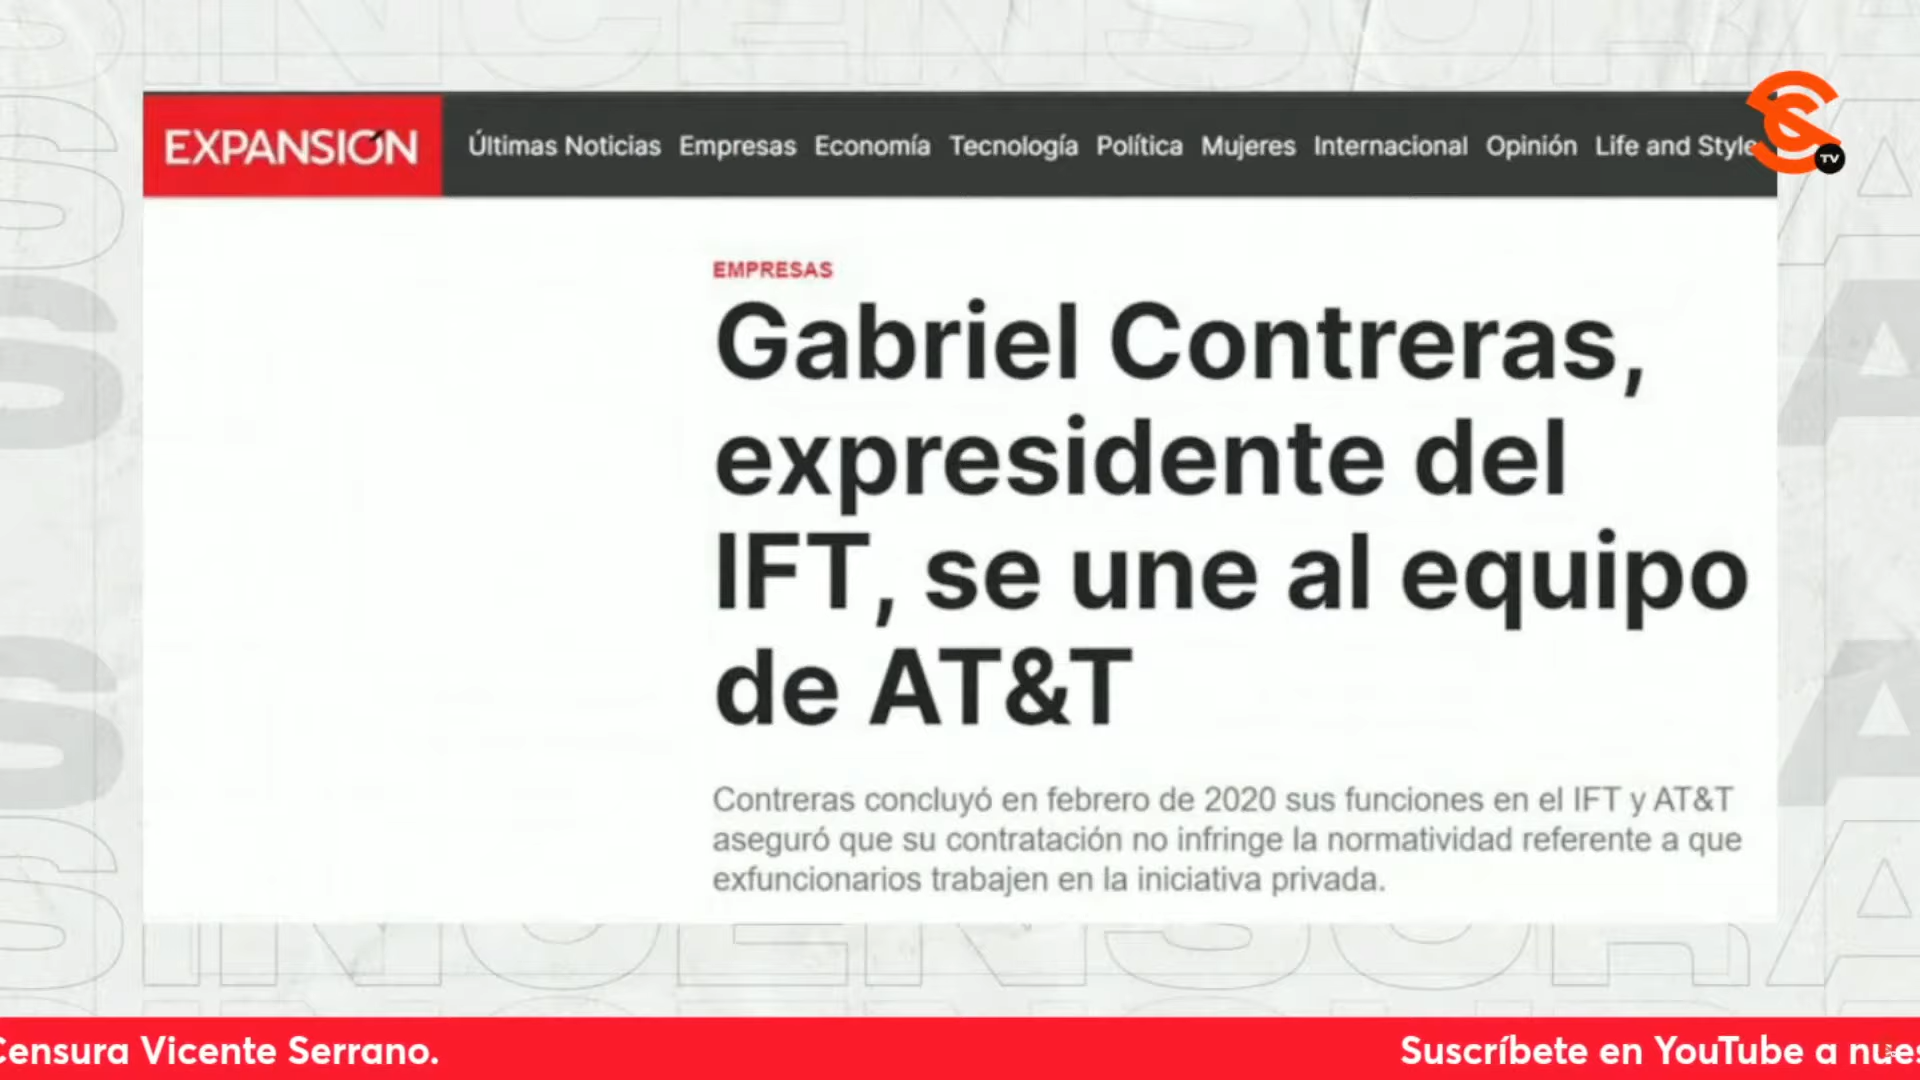 SINCENSURA
EXPANSIÓN
Últimas Noticias Empresas Economía Tecnología Política Mujeres Internacional Opinión Life and Style
TV
EMPRESAS
Gabriel Contreras,
expresidente del
IFT, se une al equipo
de AT&T
Contreras concluyó en febrero de 2020 sus funciones en el IFT y AT&T
aseguró que su contratación no infringe la normatividad referente a que
exfuncionarios trabajen en la iniciativa privada.
SINCENSURA
Censura Vicente Serrano.
Suscríbete en YouTube a nues